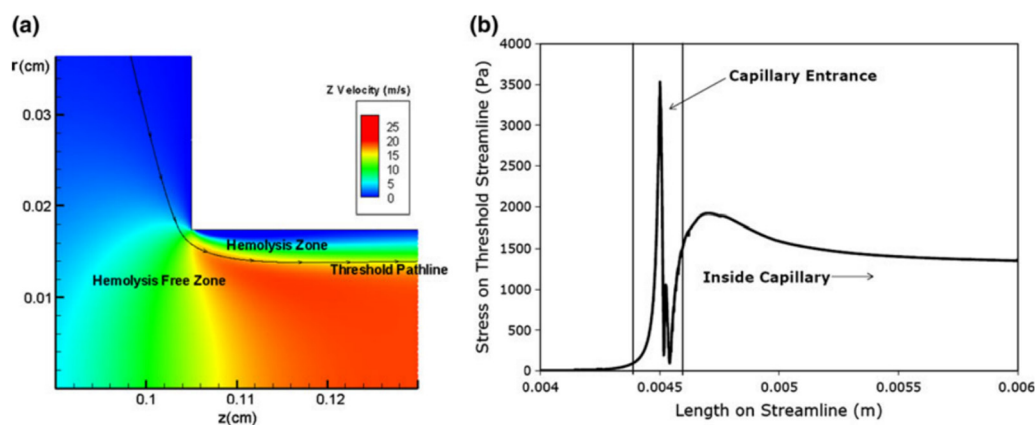 (a)
r(cm)
0.03
0.02
0.01
Z Velocity (m/s)
25
20
15
10
5
0
Hemolysis Zone
Threshold Pathline
Hemolysis Free Zone
0.1
0.11
0.12
z(cm)
(b)
Stress on Threshold Streamline (Pa)
4000
3500
3000
2500
2000
1500
1000
500
0
Capillary Entrance
Inside Capillary
0.004
0.0045
0.005
0.0055
0.006
Length on Streamline (m)